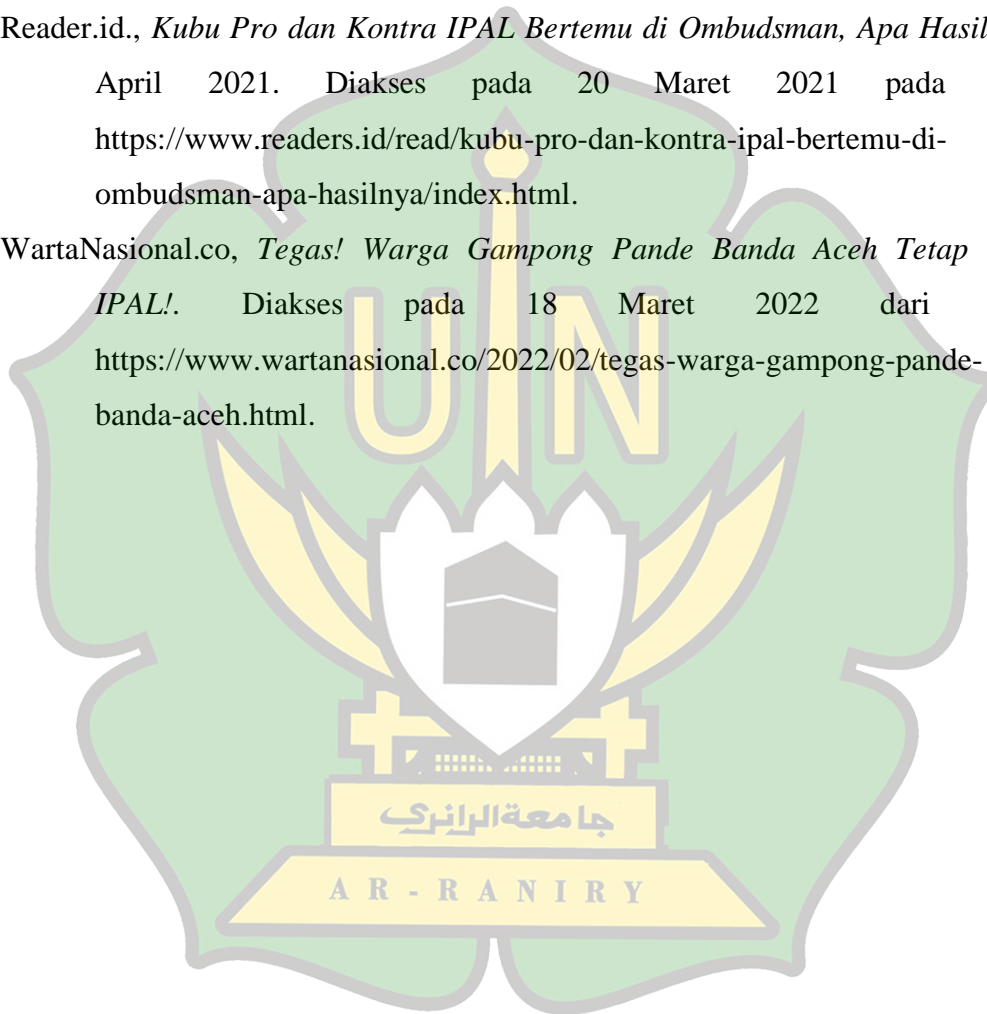 Reader.id., Kubu Pro dan Kontra IPAL Bertemu di Ombudsman, Apa Hasil
April 2021. Diakses pada 20 Maret 2021 pada
https://www.readers.id/read/kubu-pro-dan-kontra-ipal-bertemu-di-
ombudsman-apa-hasilnya/index.html.
WartaNasional.co, Tegas! Warga Gampong Pande Banda Aceh Tetap
IPAL!. Diakses pada 18 Maret 2022 dari
https://www.wartanasional.co/2022/02/tegas-warga-gampong-pande-
banda-aceh.html.
UIN
جامعة الرانري
AR-RANIRY